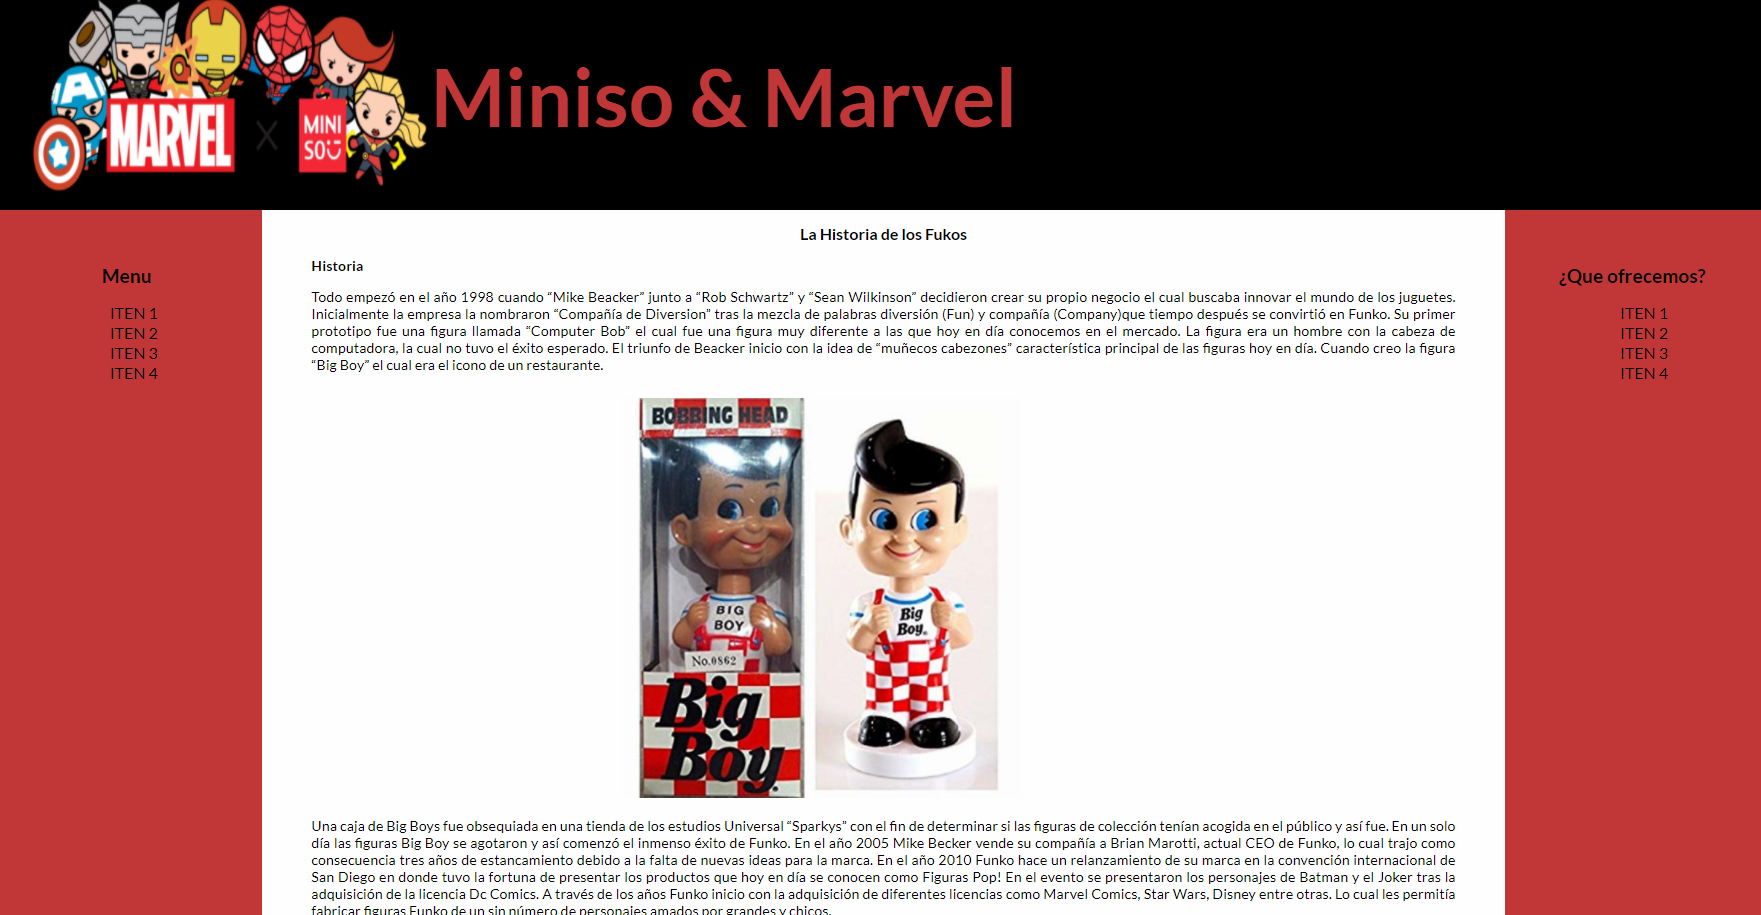 MARVEL X MINI SO
Miniso & Marvel
Menu
ITEN 1
ITEN 2
ITEN 3
ITEN 4
La Historia de los Fukos
Historia
Todo empezó en el año 1998 cuando “Mike Beacker” junto a “Rob Schwartz” y “Sean Wilkinson” decidieron crear su propio negocio el cual buscaba innovar el mundo de los juguetes.
Inicialmente la empresa la nombraron “Compañía de Diversion” tras la mezcla de palabras diversión (Fun) y compañía (Company)que tiempo después se convirtió en Funko. Su primer
prototipo fue una figura llamada “Computer Bob” el cual fue una figura muy diferente a las que hoy en día conocemos en el mercado. La figura era un hombre con la cabeza de
computadora, la cual no tuvo el éxito esperado. El triunfo de Beacker inicio con la idea de “muñecos cabezones” característica principal de las figuras hoy en día. Cuando creo la figura
“Big Boy” el cual era el icono de un restaurante.
BOBBING HEAD
BIG
BOY
No.0862
Big
Boy.
Big
Boy.
Una caja de Big Boys fue obsequiada en una tienda de los estudios Universal “Sparkys” con el fin de determinar si las figuras de colección tenían acogida en el público y así fue. En un solo
día las figuras Big Boy se agotaron y así comenzó el inmenso éxito de Funko. En el año 2005 Mike Becker vende su compañía a Brian Marotti, actual CEO de Funko, lo cual trajo como
consecuencia tres años de estancamiento debido a la falta de nuevas ideas para la marca. En el año 2010 Funko hace un relanzamiento de su marca en la convención internacional de
San Diego en donde tuvo la fortuna de presentar los productos que hoy en día se conocen como Figuras Pop! En el evento se presentaron los personajes de Batman y el Joker tras la
adquisición de la licencia Dc Comics. A través de los años Funko inicio con la adquisición de diferentes licencias como Marvel Comics, Star Wars, Disney entre otras. Lo cual les permitía
fabricar figuras Funko de un sin número de personajes amados por grandes y chicos.
¿Que ofrecemos?
ITEN 1
ITEN 2
ITEN 3
ITEN 4